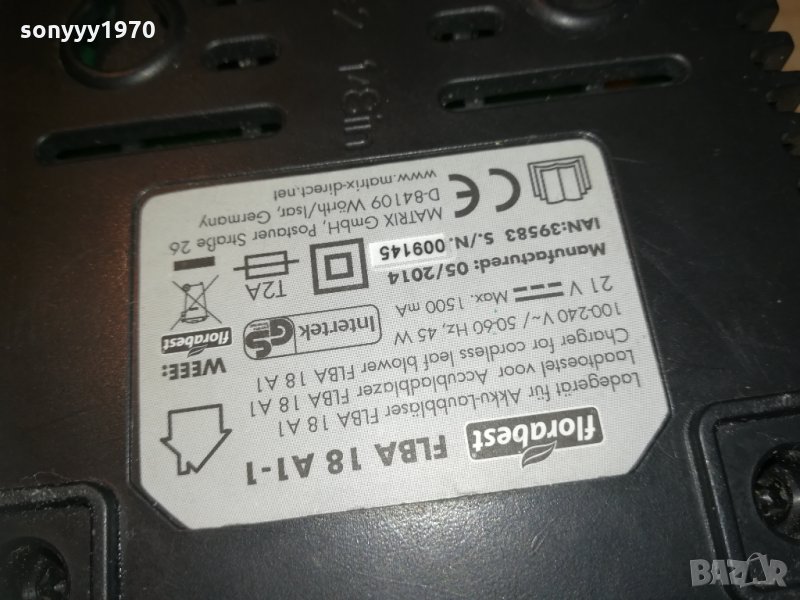 sonyyy1970
florabest FLBA 18 A1-1
Ladegerät für Akku-Laubbläser FLBA 18 A1
Laadtoestel voor Accubladblazer FLBA 18 A1
Charger for cordless leaf blower FLBA 18 A1
100-240 V~/ 50-60 Hz, 45 W
21 V Max. 1500 mA
Intertek
GS
WEEE:
florabest
Manufactured: 05/2014
T2A
IAN:39583 S./N. 009145
MATRIX GmbH, Postauer Straße 26
D-84109 Wörth/Isar, Germany
www.matrix-direct.net
CE
BAZAR